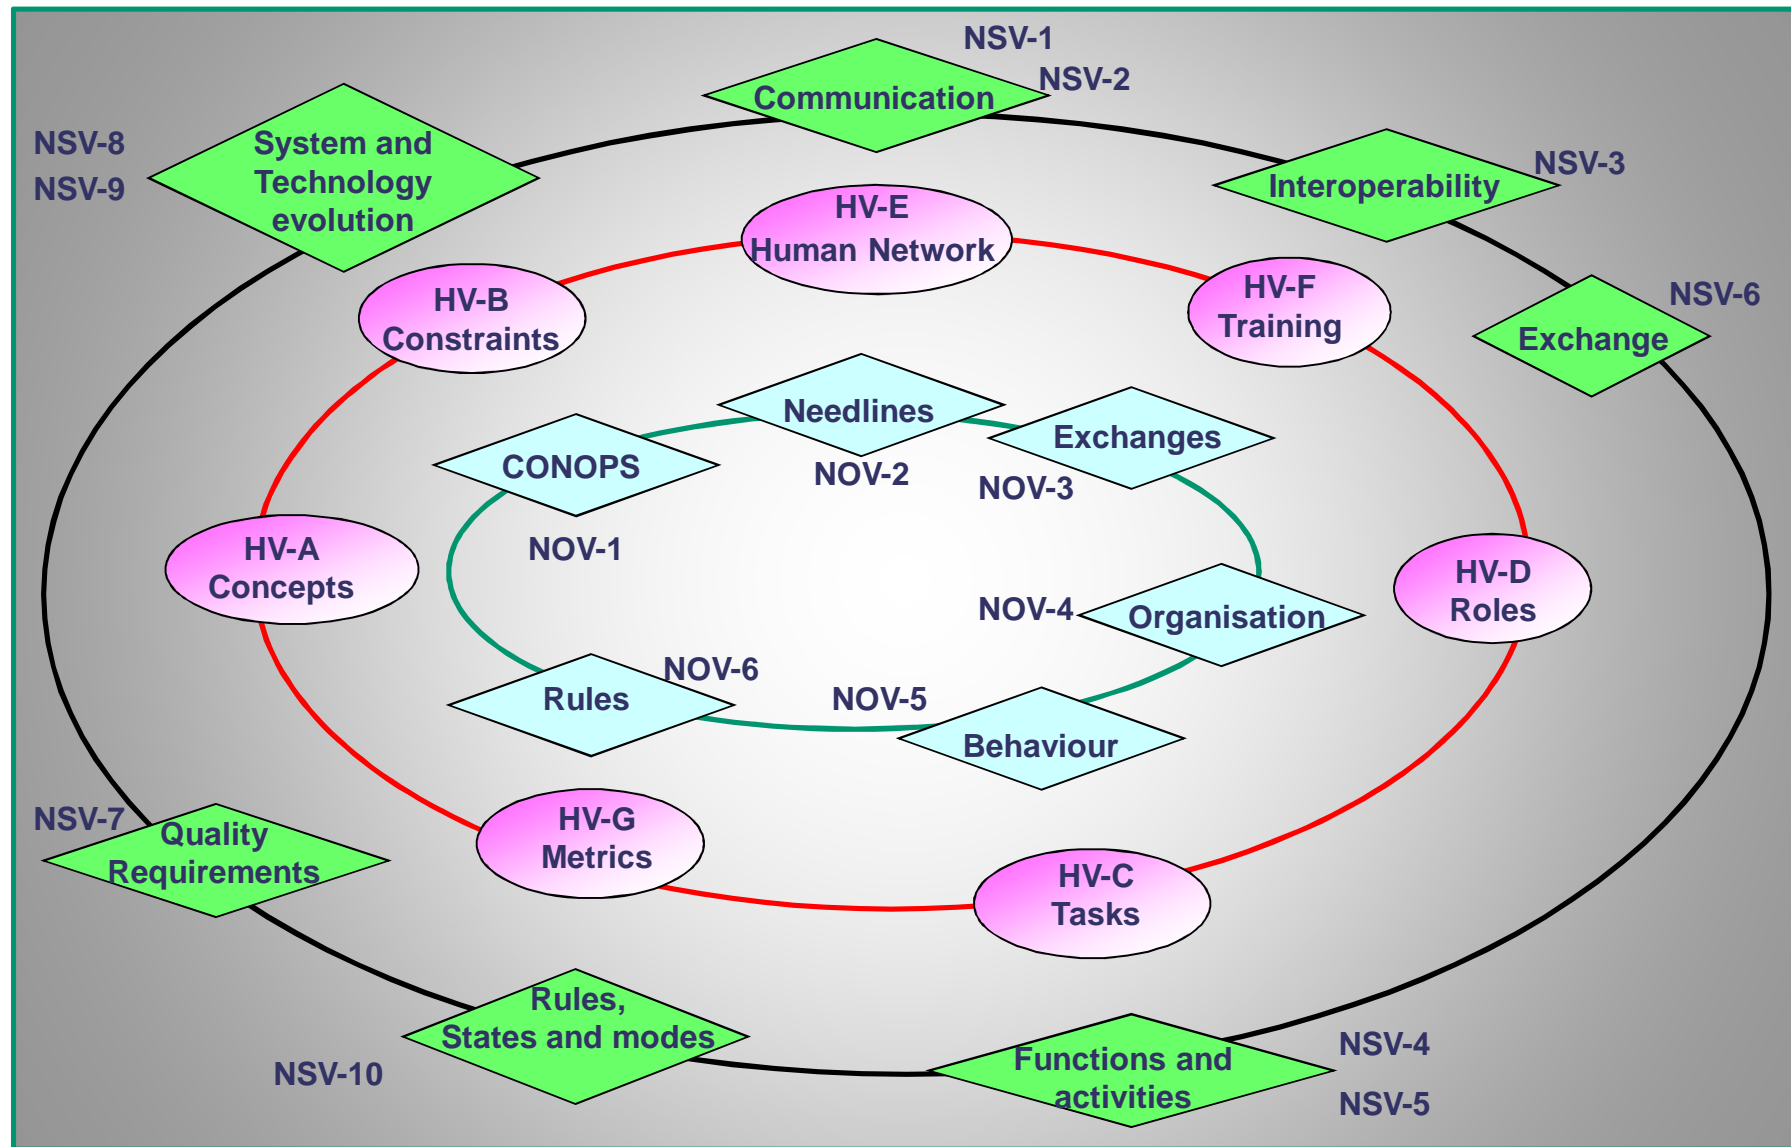 NSV-1
NSV-2
Communication
NSV-8
NSV-9
System and
Technology
evolution
NSV-3
Interoperability
HV-E
Human Network
HV-B
Constraints
HV-F
Training
NSV-6
Exchange
Needlines
NOV-2
Exchanges
NOV-3
CONOPS
NOV-1
HV-A
Concepts
NOV-4
Organisation
HV-D
Roles
NOV-6
Rules
NOV-5
Behaviour
NSV-7
Quality
Requirements
HV-G
Metrics
HV-C
Tasks
Rules,
States and modes
NSV-10
Functions and
activities
NSV-4
NSV-5